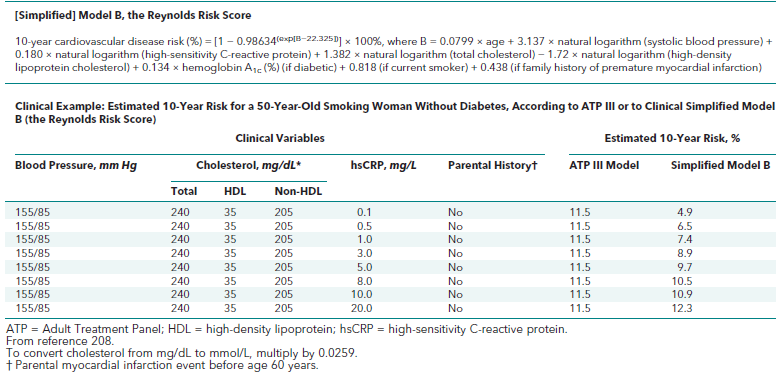 [Simplified] Model B, the Reynolds Risk Score
10-year cardiovascular disease risk (%) = [1 − 0.98634(exp[B−22.325])] × 100%, where B = 0.0799 × age + 3.137 × natural logarithm (systolic blood pressure) +
0.180 × natural logarithm (high-sensitivity C-reactive protein) + 1.382 × natural logarithm (total cholesterol) − 1.72 × natural logarithm (high-density
lipoprotein cholesterol) + 0.134 × hemoglobin A1c (%) (if diabetic) + 0.818 (if current smoker) + 0.438 (if family history of premature myocardial infarction)
Clinical Example: Estimated 10-Year Risk for a 50-Year-Old Smoking Woman Without Diabetes, According to ATP III or to Clinical Simplified Model
B (the Reynolds Risk Score)
Clinical Variables Estimated 10-Year Risk, %
Blood Pressure, mm Hg Cholesterol, mg/dL* hsCRP, mg/L Parental History† ATP III Model Simplified Model B
Total HDL Non-HDL
155/85 240 35 205 0.1 No 11.5 4.9
155/85 240 35 205 0.5 No 11.5 6.5
155/85 240 35 205 1.0 No 11.5 7.4
155/85 240 35 205 3.0 No 11.5 8.9
155/85 240 35 205 5.0 No 11.5 9.7
155/85 240 35 205 8.0 No 11.5 10.5
155/85 240 35 205 10.0 No 11.5 10.9
155/85 240 35 205 20.0 No 11.5 12.3
ATP = Adult Treatment Panel; HDL = high-density lipoprotein; hsCRP = high-sensitivity C-reactive protein.
From reference 208.
To convert cholesterol from mg/dL to mmol/L, multiply by 0.0259.
† Parental myocardial infarction event before age 60 years.